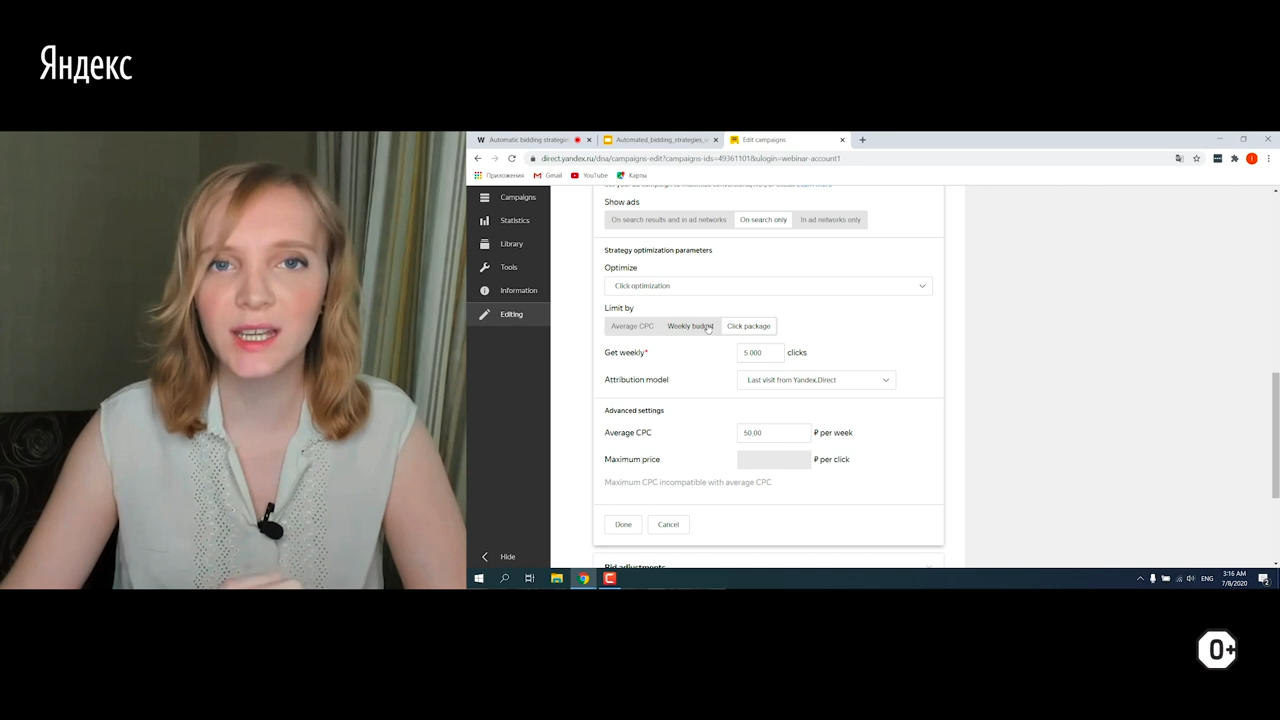 Яндекс
Automatic bidding strategie
Automated_bidding_strategies_
Edit campaigns
direct.yandex.ru/dna/campaigns-edit?campaigns-ids=49361101&ulogin=webinar-account1
Приложения
Gmail
YouTube
Карты
Campaigns
Statistics
Library
Tools
Information
Editing
Hide
Show ads
On search results and in ad networks
On search only
In ad networks only
Strategy optimization parameters
Optimize
Click optimization
Limit by
Average CPC
Weekly budget
Click package
Get weekly*
5 000
clicks
Attribution model
Last visit from Yandex.Direct
Advanced settings
Average CPC
50,00
₽ per week
Maximum price
₽ per click
Maximum CPC incompatible with average CPC
Done
Cancel
Bid adjustments
ENG
3:16 AM
7/8/2020
0+